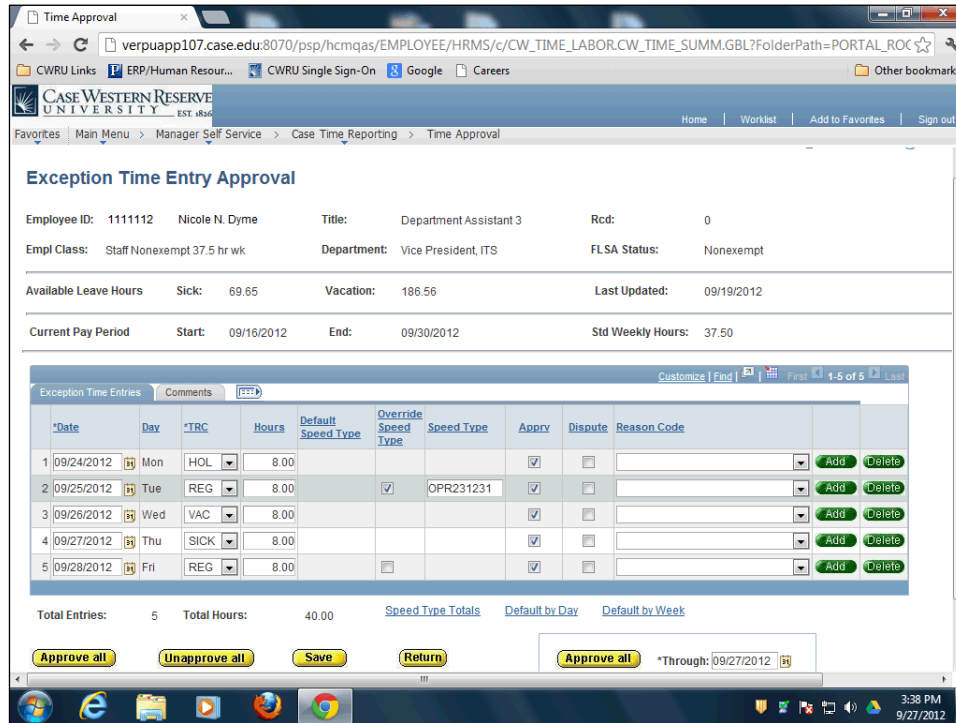 Time Approval
verpuapp107.case.edu:8070/psp/hcmqas/EMPLOYEE/HRMS/c/CW_TIME_LABOR.CW_TIME_SUMM.GBL?FolderPath=PORTAL_ROO
CWRU Links ERP/Human Resour... CWRU Single Sign-On Google Careers Other bookmark
CASE WESTERN RESERVE
UNIVERSITY EST. 1826
Home | Worklist | Add to Favorites | Sign out
Favorites | Main Menu > Manager Self Service > Case Time Reporting > Time Approval
Exception Time Entry Approval
Employee ID: 1111112 Nicole N. Dyme Title: Department Assistant 3 Rcd: 0
Empl Class: Staff Nonexempt 37.5 hr wk Department: Vice President, ITS FLSA Status: Nonexempt
Available Leave Hours Sick: 69.65 Vacation: 186.56 Last Updated: 09/19/2012
Current Pay Period Start: 09/16/2012 End: 09/30/2012 Std Weekly Hours: 37.50
Customize | Find | First 1-5 of 5 Last
Exception Time Entries Comments
*Date Day *TRC Hours Default Speed Type Override Speed Type Speed Type Apprv Dispute Reason Code
1 09/24/2012 Mon HOL 8.00 Add Delete
2 09/25/2012 Tue REG 8.00 OPR231231 Add Delete
3 09/26/2012 Wed VAC 8.00 Add Delete
4 09/27/2012 Thu SICK 8.00 Add Delete
5 09/28/2012 Fri REG 8.00 Add Delete
Total Entries: 5 Total Hours: 40.00 Speed Type Totals Default by Day Default by Week
Approve all Unapprove all Save Return Approve all *Through: 09/27/2012
3:38 PM
9/27/2012